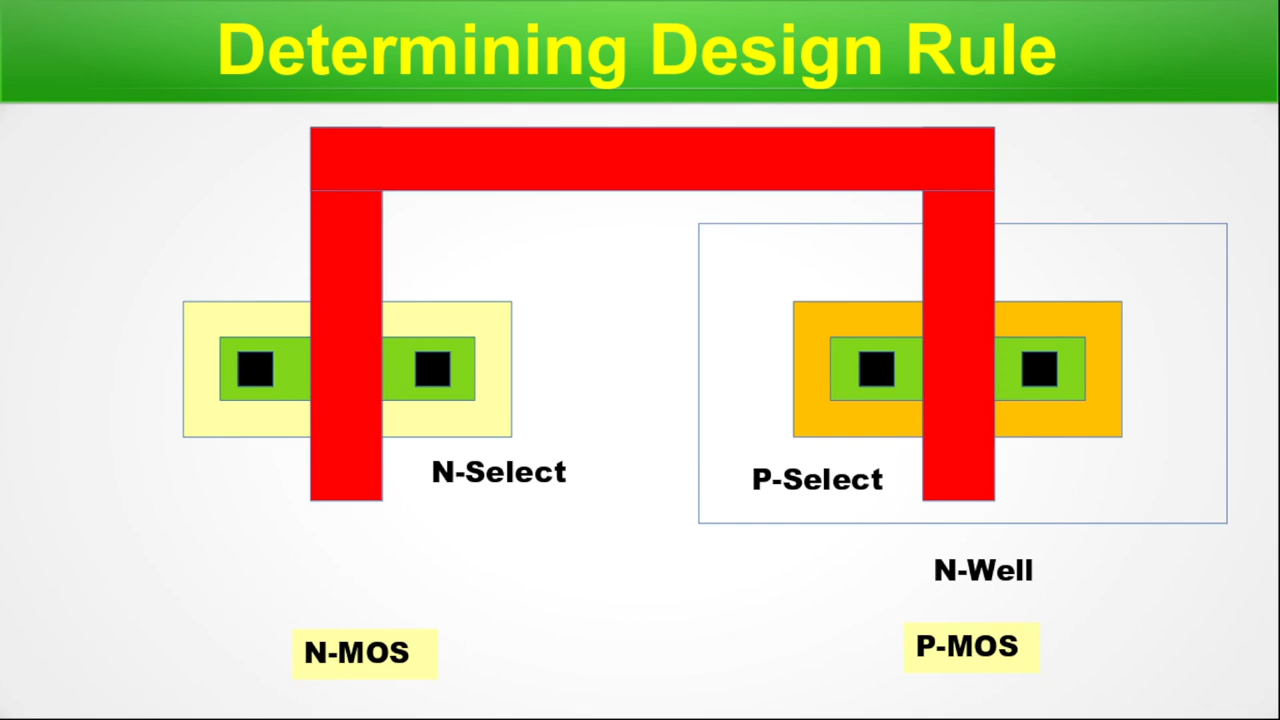 Determining Design Rule
N-Select
P-Select
N-Well
N-MOS
P-MOS